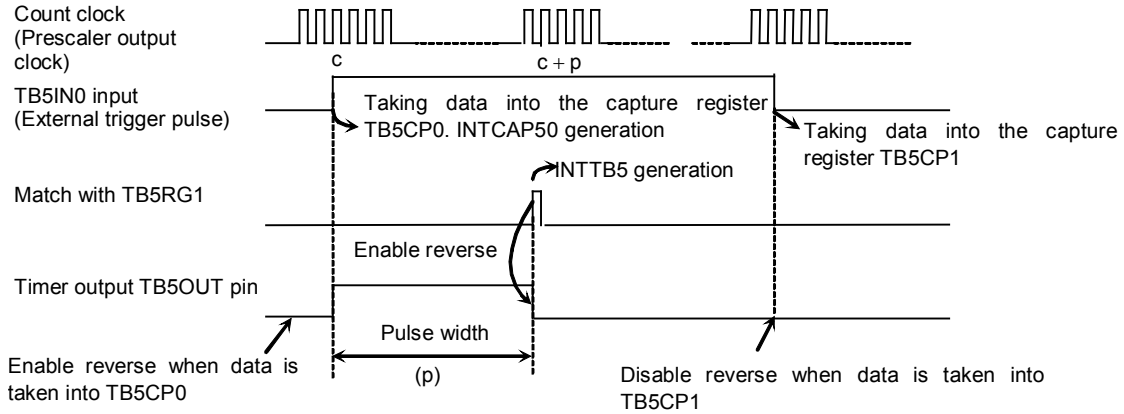 Count clock
(Prescaler output
clock)
c
c + p
TB5IN0 input
(External trigger pulse)
Taking data into the capture register
TB5CP0. INTCAP50 generation
Taking data into the capture
register TB5CP1
INTTB5 generation
Match with TB5RG1
Enable reverse
Timer output TB5OUT pin
Pulse width
(p)
Enable reverse when data is
taken into TB5CP0
Disable reverse when data is taken into
TB5CP1